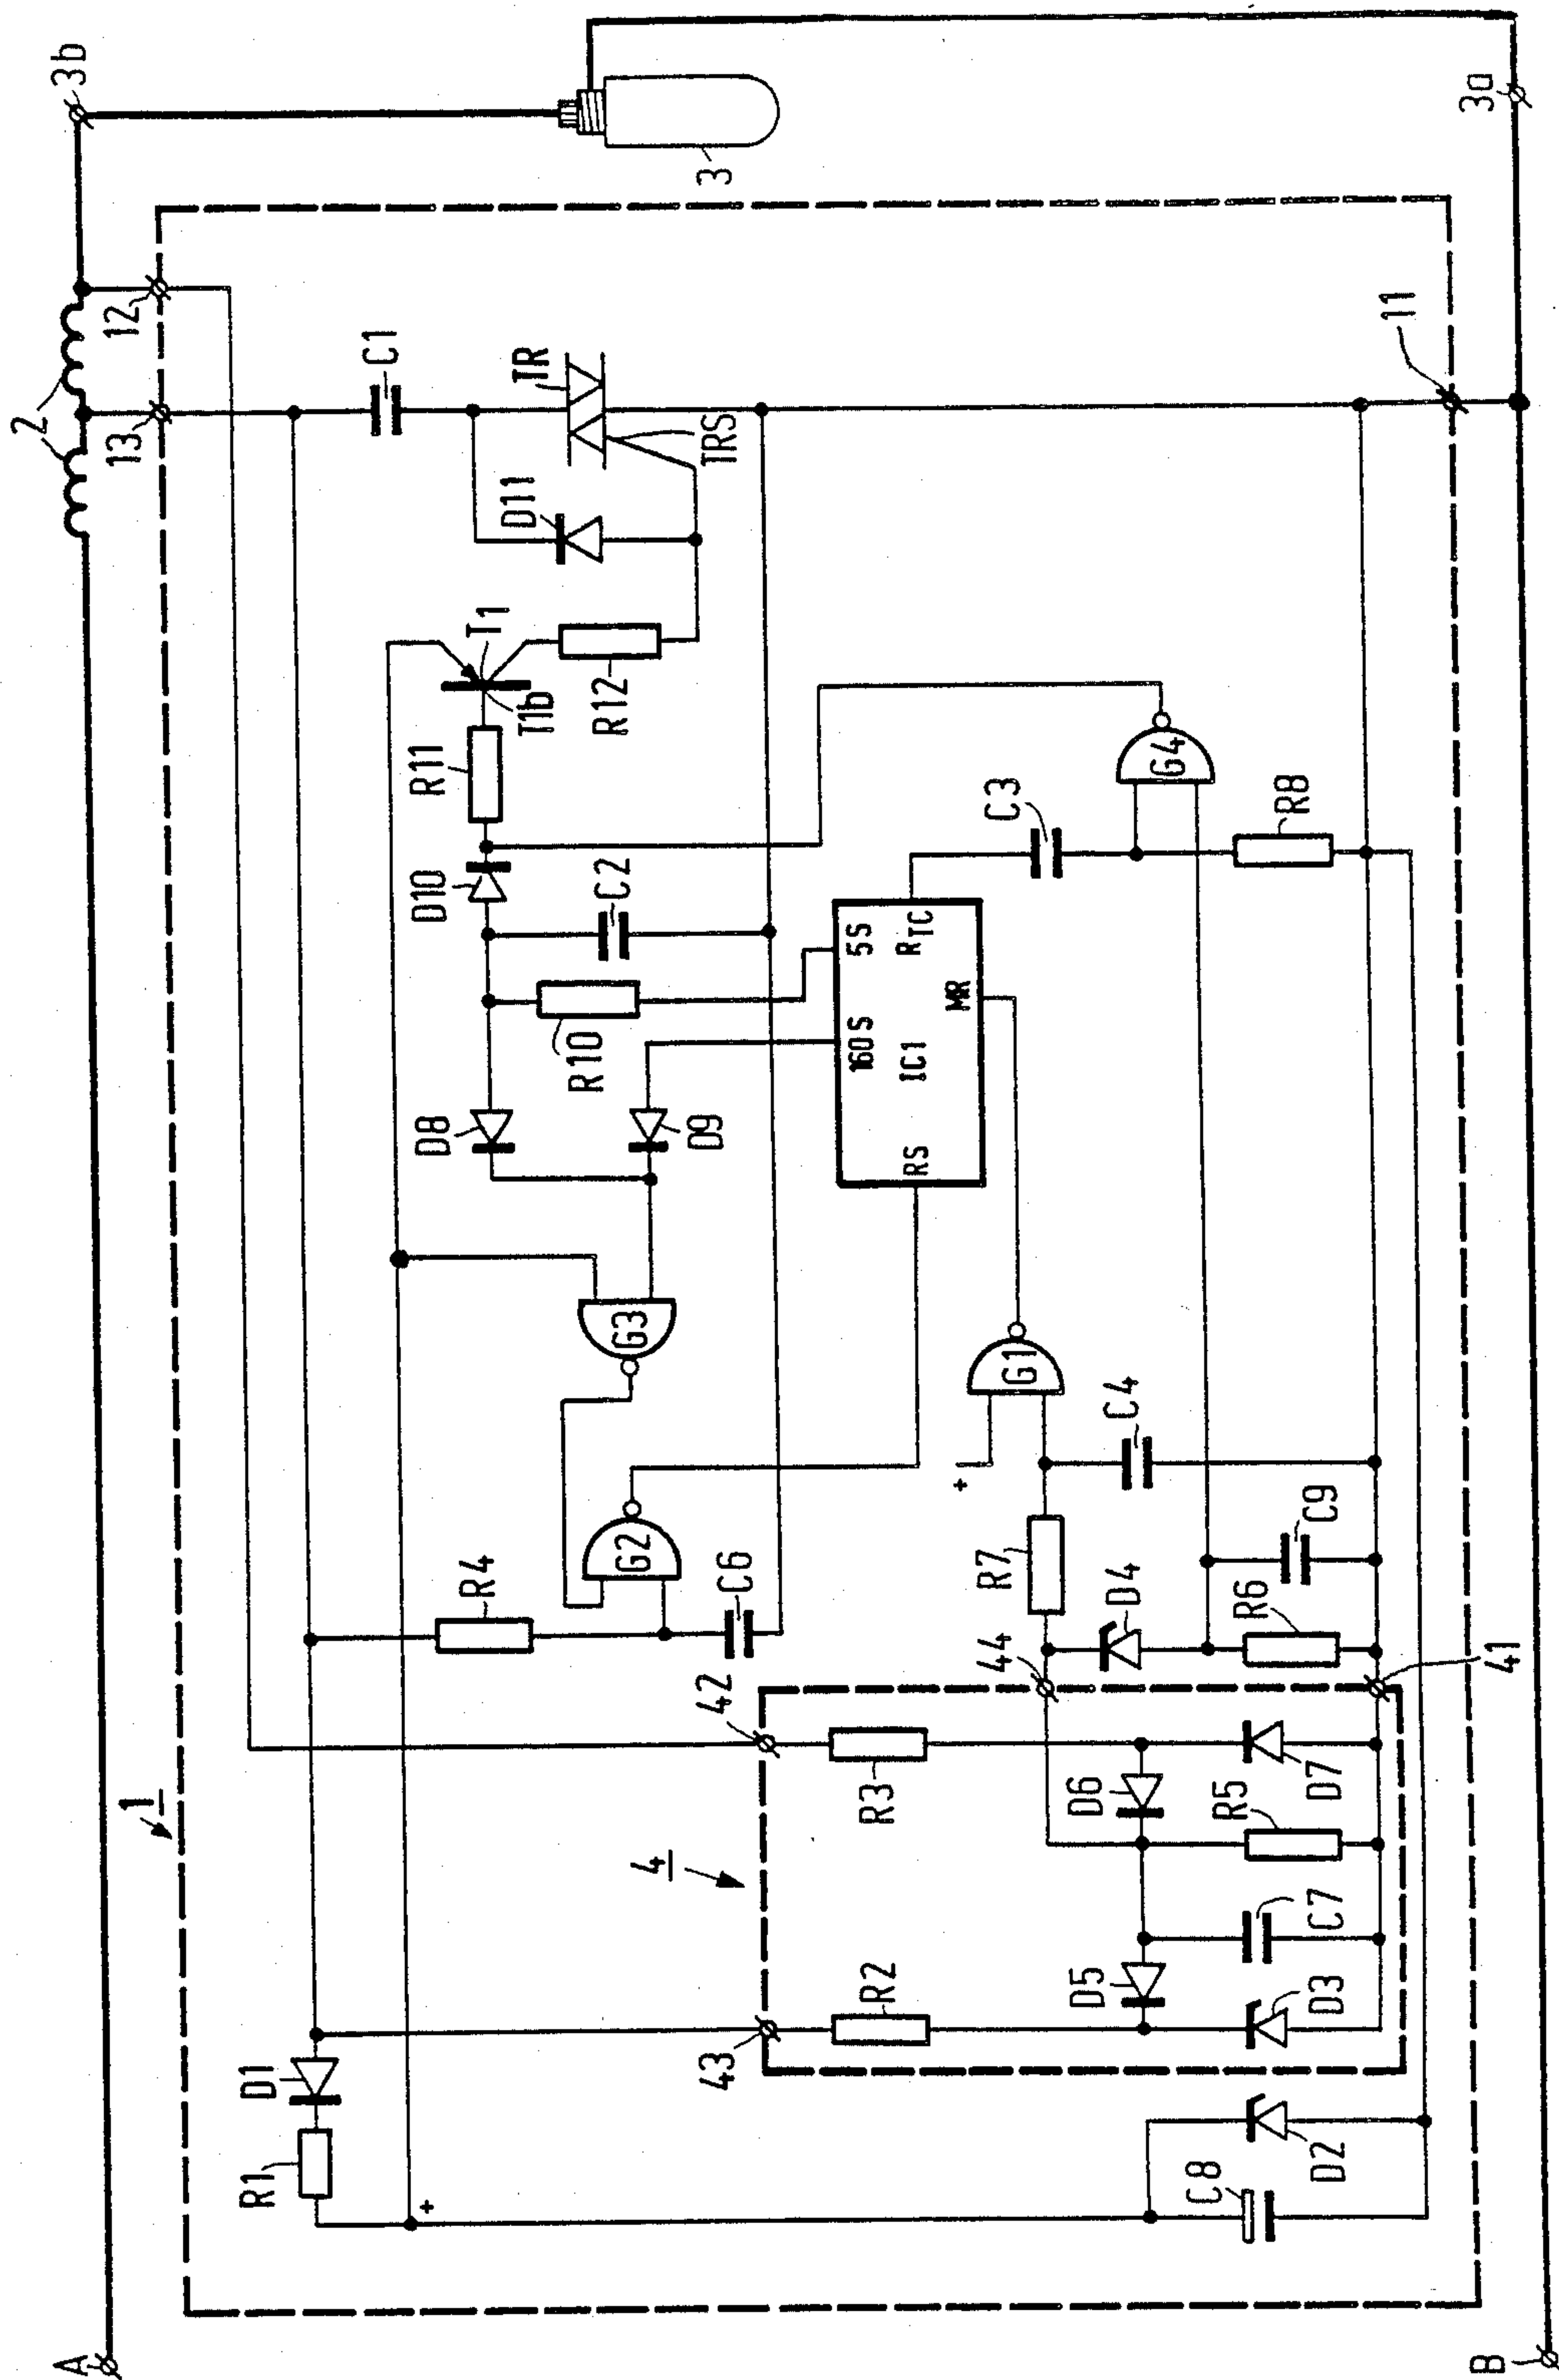 A
2
13
12
3b
1
R1
D1
+
R4
C1
TR
TRS
D11
T1
T1b
R11
R12
D10
C2
D8
R10
D9
G3
G2
C6
160 S
5 S
IC1
RTC
RS
MR
C3
G4
R8
11
3
3a
42
43
4
44
41
R2
R3
D5
D6
D3
C7
R5
D7
R7
D4
R6
C9
C4
+
G1
C8
D2
B